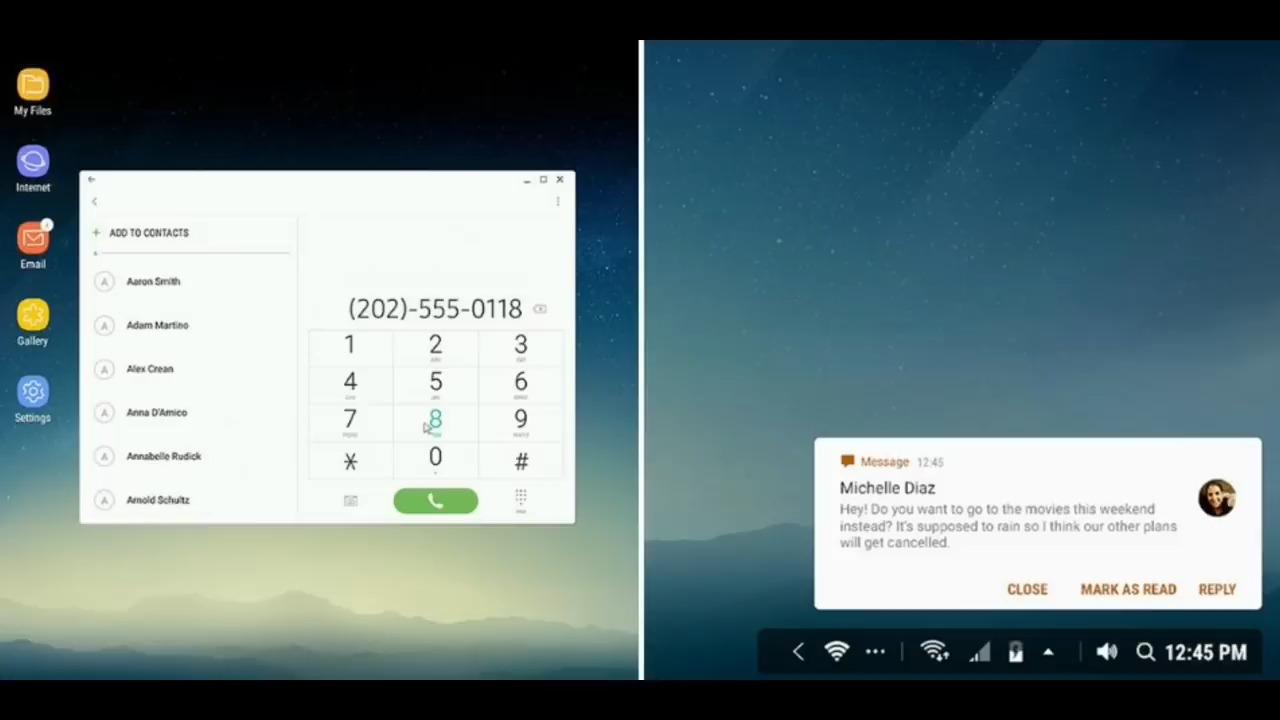 My Files
Internet
Email
Gallery
Settings
+ ADD TO CONTACTS
A Aaron Smith
A Adam Martino
A Alex Crean
A Anna D'Amico
A Annabelle Rudick
A Arnold Schultz
(202)-555-0118
1 2 3
4 5 6
7 8 9
* 0 #
Message 12:45
Michelle Diaz
Hey! Do you want to go to the movies this weekend
instead? It's supposed to rain so I think our other plans
will get cancelled.
CLOSE MARK AS READ REPLY
12:45 PM